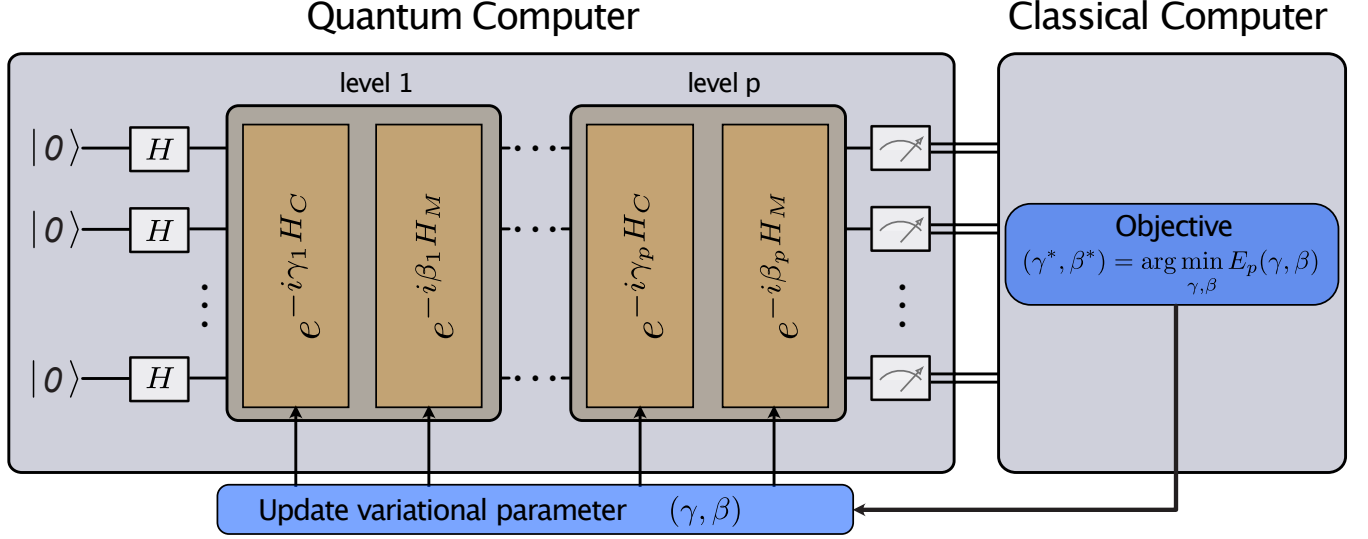 Quantum Computer
Classical Computer
level 1
level p
|0⟩ H
|0⟩ H
|0⟩ H
e^{-iγ_1 H_C}
e^{-iβ_1 H_M}
e^{-iγ_p H_C}
e^{-iβ_p H_M}
Objective
(γ*, β*) = arg min E_p(γ, β)
γ,β
Update variational parameter (γ, β)